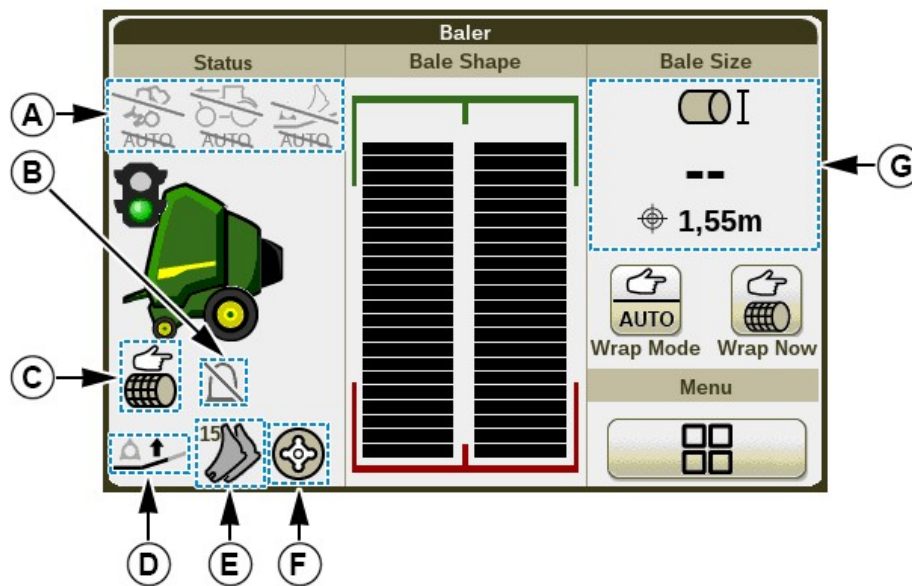 Baler
Status
Bale Shape
Bale Size
A
AUTO AUTO AUTO
B
--
G
1,55m
AUTO
Wrap Mode
Wrap Now
C
Menu
15
D
E
F